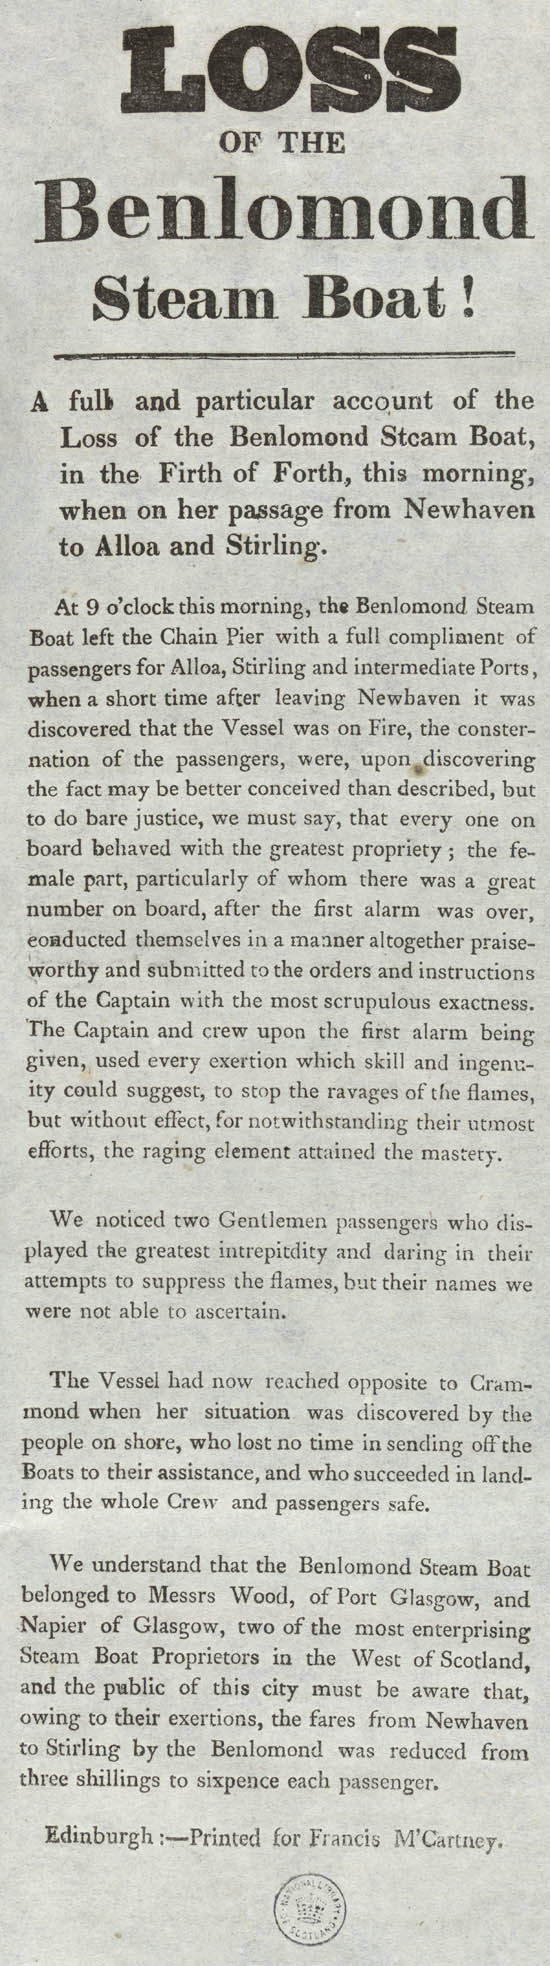 LOSS
OF THE
Benlomond
Steam Boat!
A full and particular account of the
Loss of the Benlomond Steam Boat,
in the Firth of Forth, this morning,
when on her passage from Newhaven
to Alloa and Stirling.
At 9 o'clock this morning, the Benlomond Steam
Boat left the Chain Pier with a full compliment of
passengers for Alloa, Stirling and intermediate Ports,
when a short time after leaving Newhaven it was
discovered that the Vessel was on Fire, the conster-
nation of the passengers, were, upon discovering
the fact may be better conceived than described, but
to do bare justice, we must say, that every one on
board behaved with the greatest propriety; the fe-
male part, particularly of whom there was a great
number on board, after the first alarm was over,
conducted themselves in a manner altogether praise-
worthy and submitted to the orders and instructions
of the Captain with the most scrupulous exactness.
The Captain and crew upon the first alarm being
given, used every exertion which skill and ingenu-
ity could suggest, to stop the ravages of the flames,
but without effect, for notwithstanding their utmost
efforts, the raging element attained the mastery.
We noticed two Gentlemen passengers who dis-
played the greatest intrepitdity and daring in their
attempts to suppress the flames, but their names we
were not able to ascertain.
The Vessel had now reached opposite to Cram-
mond when her situation was discovered by the
people on shore, who lost no time in sending off the
Boats to their assistance, and who succeeded in land-
ing the whole Crew and passengers safe.
We understand that the Benlomond Steam Boat
belonged to Messrs Wood, of Port Glasgow, and
Napier of Glasgow, two of the most enterprising
Steam Boat Proprietors in the West of Scotland,
and the public of this city must be aware that,
owing to their exertions, the fares from Newhaven
to Stirling by the Benlomond was reduced from
three shillings to sixpence each passenger.
Edinburgh:—Printed for Francis M'Cartney.
NATIONAL LIBRARY
OF SCOTLAND